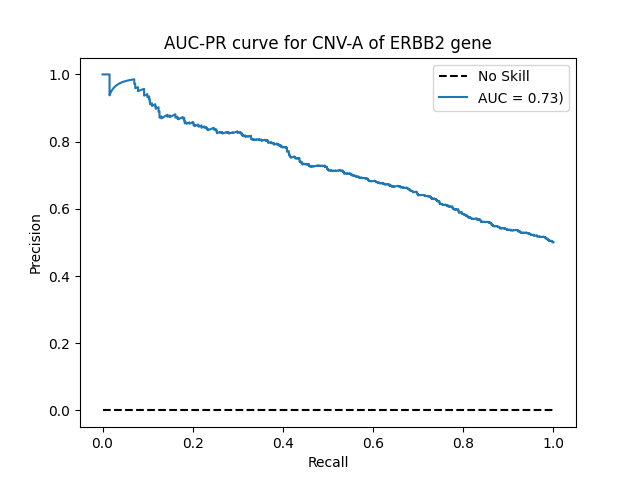 AUC-PR curve for CNV-A of ERBB2 gene
No Skill
AUC = 0.73)
1.0
0.8
0.6
0.4
0.2
0.0
Precision
0.0 0.2 0.4 0.6 0.8 1.0
Recall